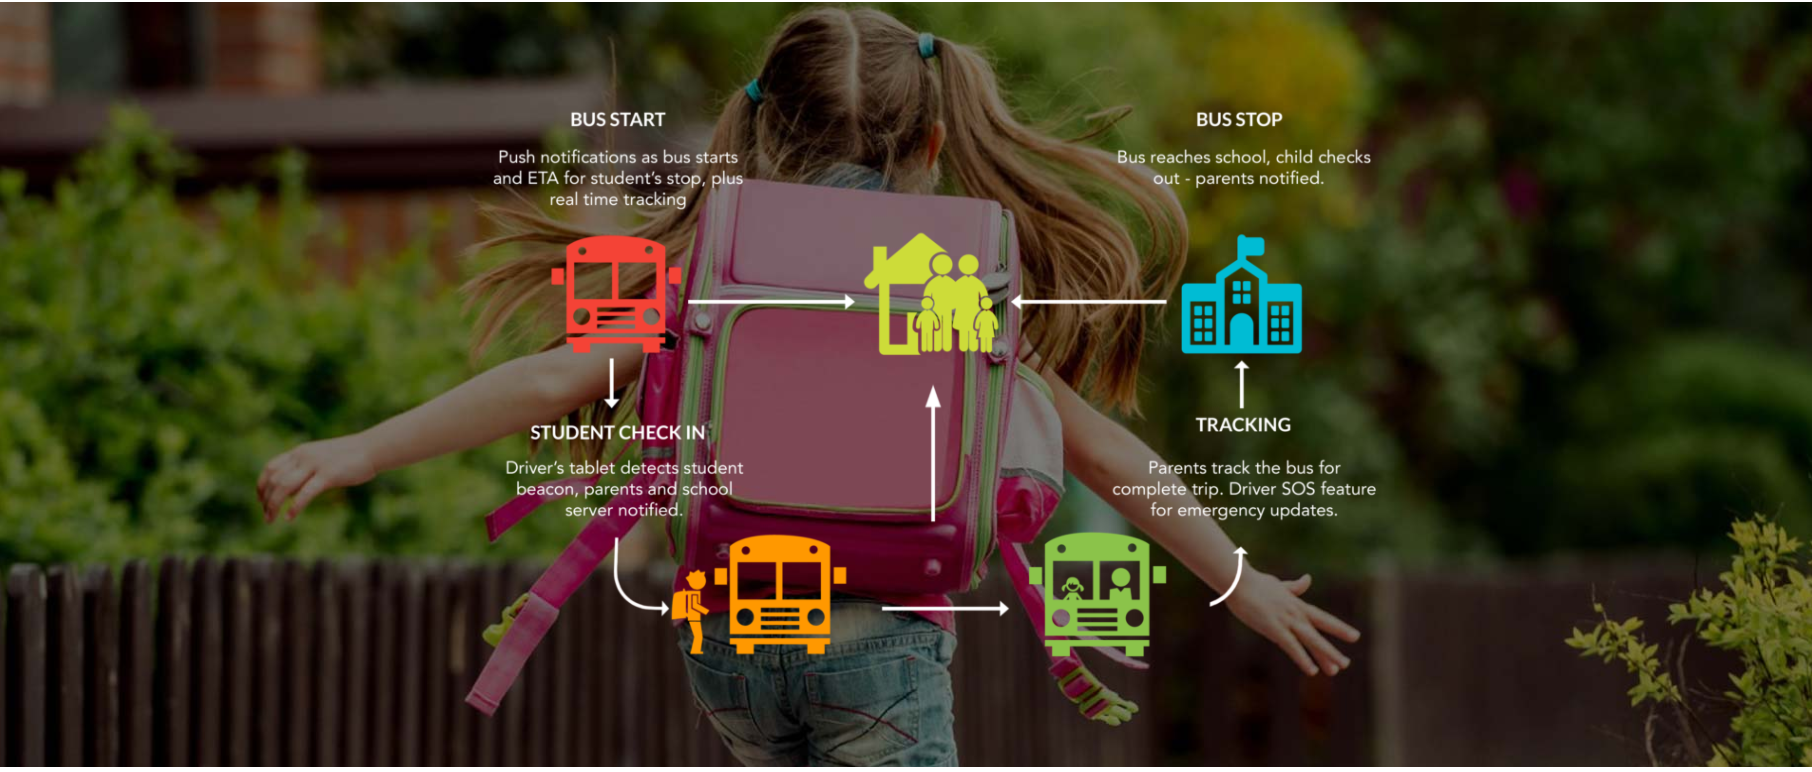 BUS START
Push notifications as bus starts
and ETA for student's stop, plus
real time tracking
BUS STOP
Bus reaches school, child checks
out - parents notified.
STUDENT CHECK IN
Driver's tablet detects student
beacon, parents and school
server notified.
TRACKING
Parents track the bus for
complete trip. Driver SOS feature
for emergency updates.